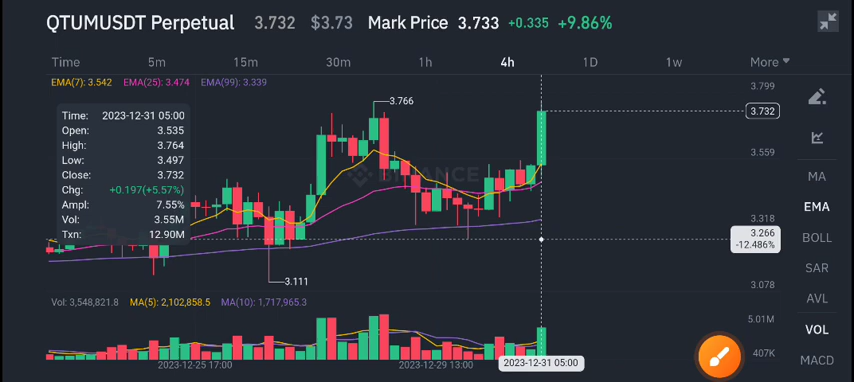 QTUMUSDT Perpetual 3.732 $3.73 Mark Price 3.733 +0.335 +9.86%
Time 5m 15m 30m 1h 4h 1D 1w More
EMA(7): 3.542 EMA(25): 3.474 EMA(99): 3.339
3.799
Time: 2023-12-31 05:00
Open: 3.535
High: 3.764
Low: 3.497
Close: 3.732
Chg: +0.197(+5.57%)
Ampl: 7.55%
Vol: 3.55M
Txn: 12.90M
3.766
3.732
3.559
BINANCE
3.318
3.266
-12.486%
3.111
3.078
MA
EMA
BOLL
SAR
AVL
VOL
MACD
Vol: 3,548,821.8 MA(5): 2,102,858.5 MA(10): 1,717,965.3
5.01M
407K
2023-12-25 17:00 2023-12-29 13:00 2023-12-31 05:00